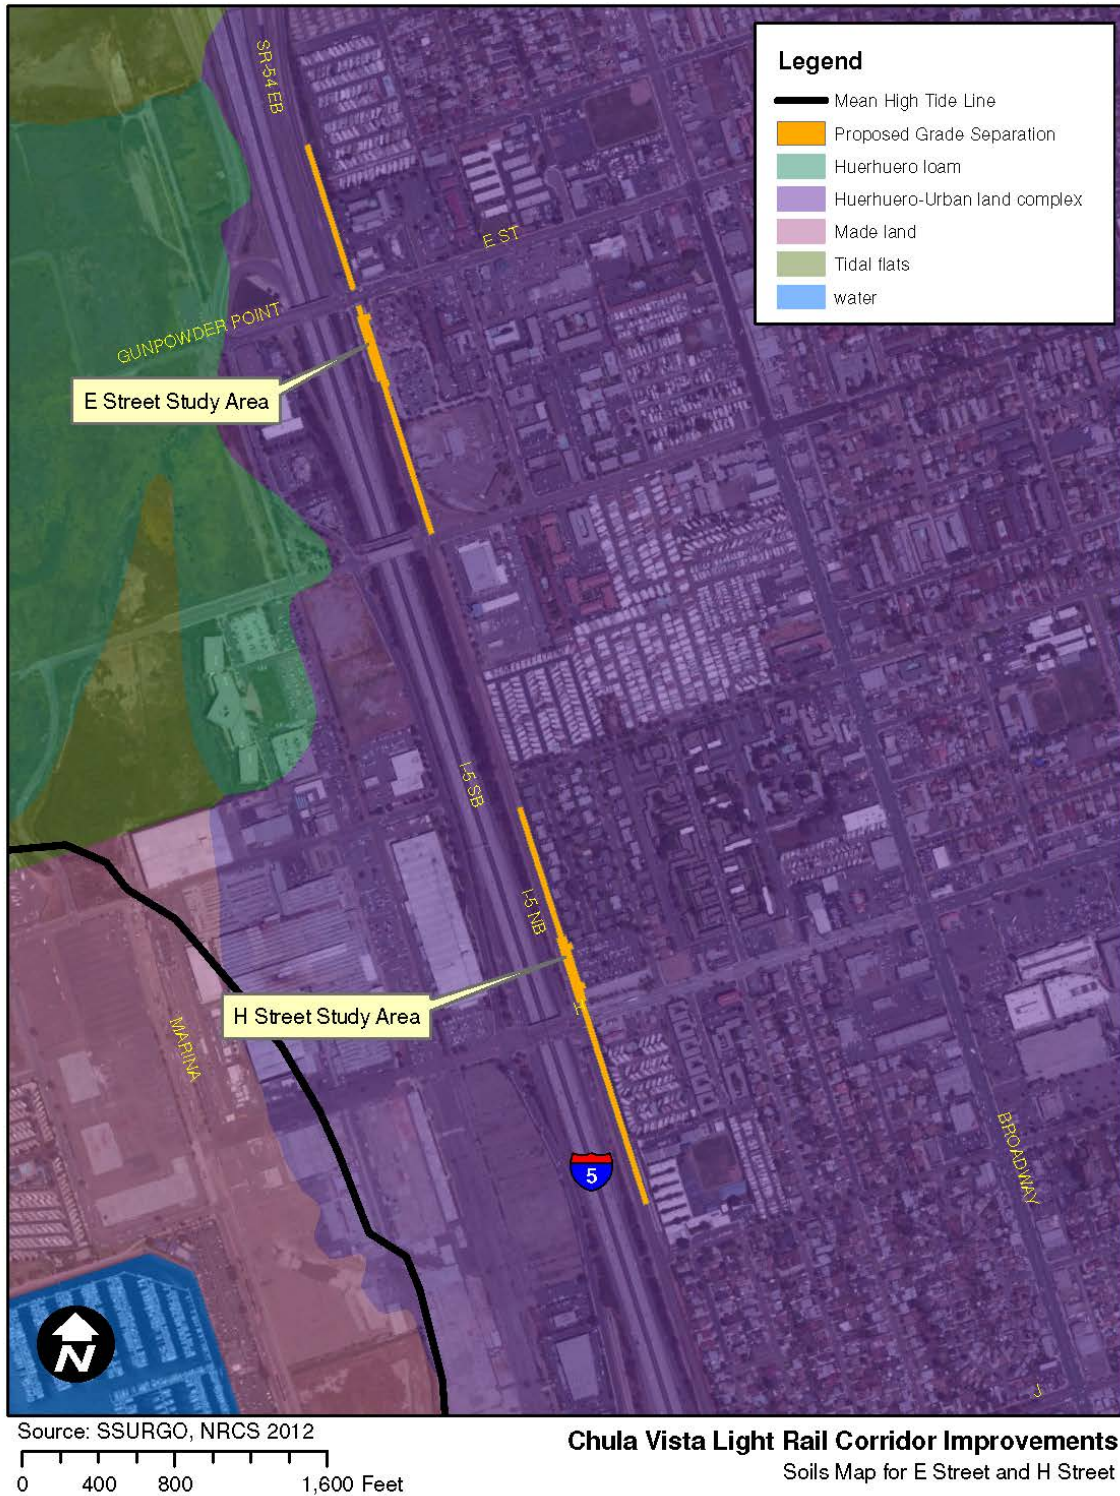 Legend
Mean High Tide Line
Proposed Grade Separation
Huerhuero loam
Huerhuero-Urban land complex
Made land
Tidal flats
water
SR-54 EB
E ST
GUNPOWDER POINT
E Street Study Area
I-5 SB
I-5 NB
H Street Study Area
MARINA
5
BROADWAY
J
N
Source: SSURGO, NRCS 2012
0 400 800 1,600 Feet
Chula Vista Light Rail Corridor Improvements
Soils Map for E Street and H Street